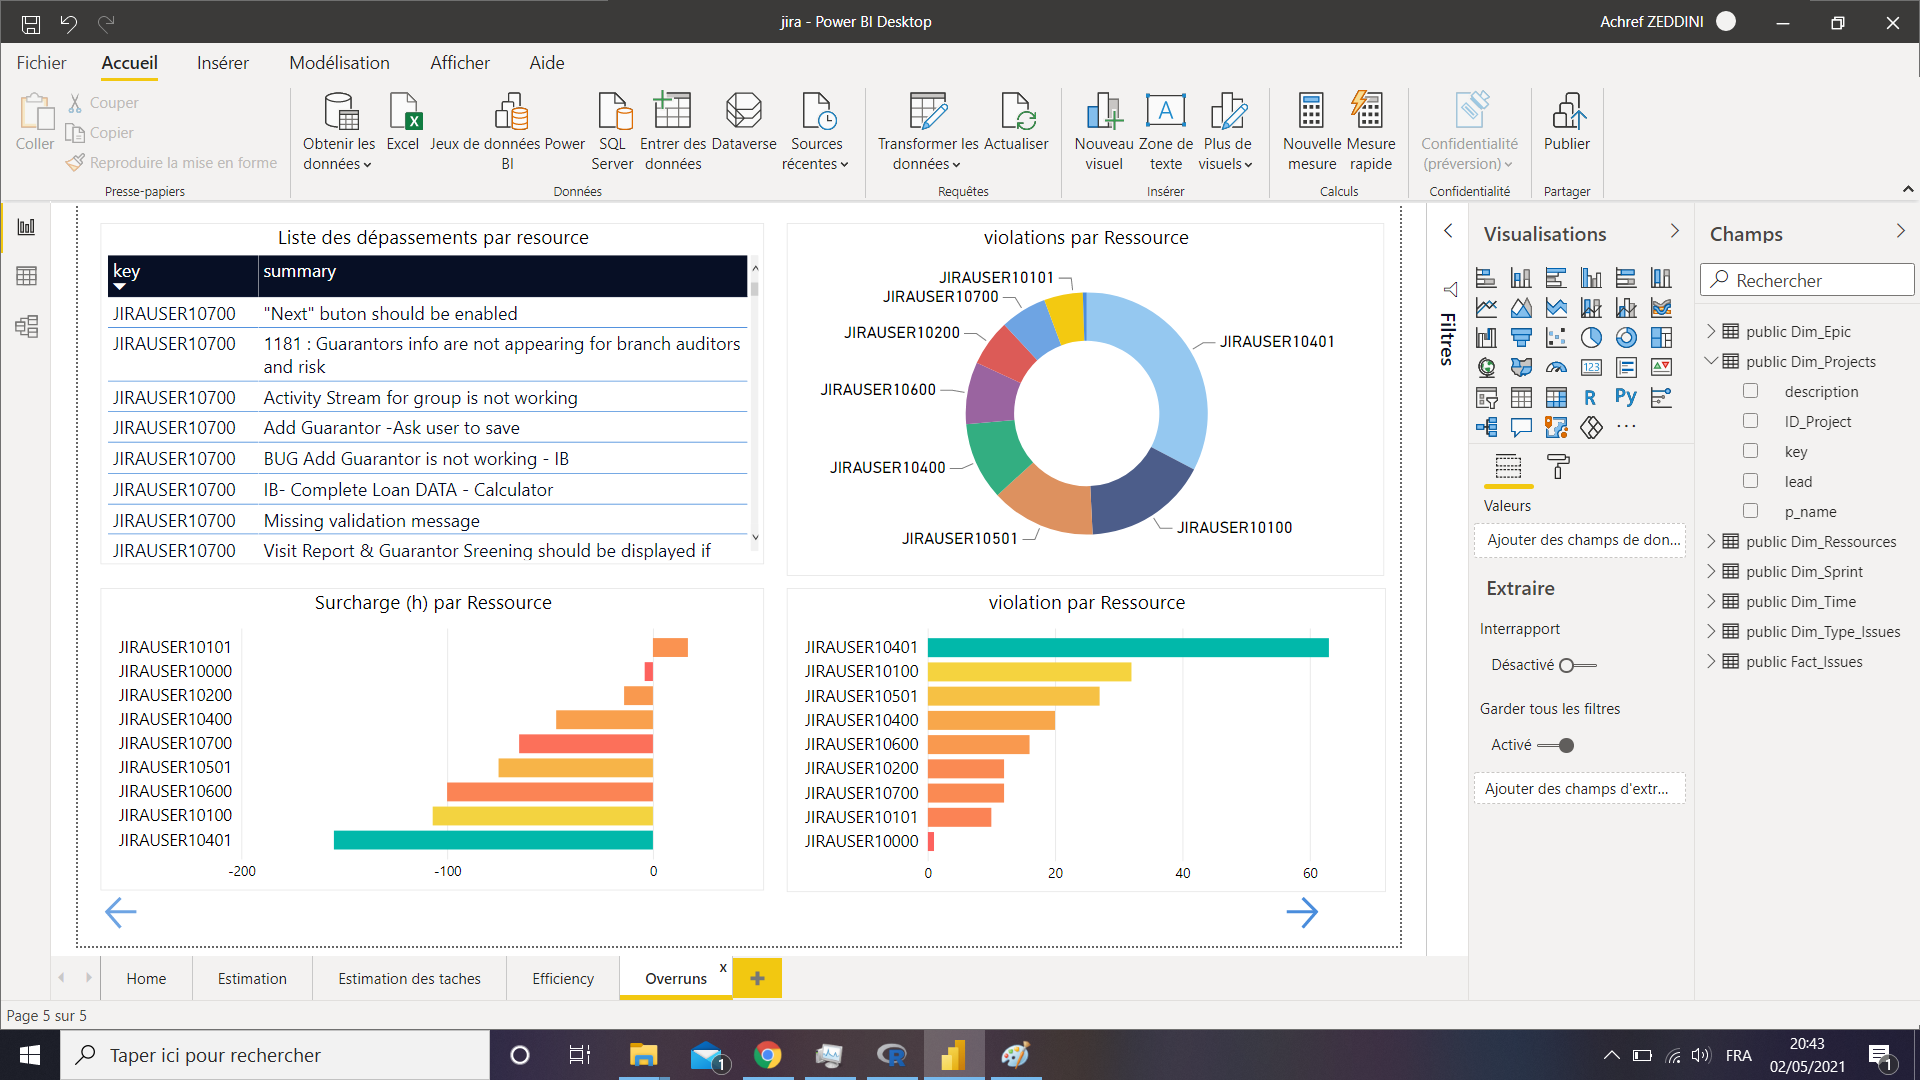 jira - Power BI Desktop
Achref ZEDDINI
Fichier
Accueil
Insérer
Modélisation
Afficher
Aide
Coller
Couper
Copier
Reproduire la mise en forme
Presse-papiers
Obtenir les
données
Excel
Jeux de données Power
BI
SQL
Server
Entrer des
données
Dataverse
Sources
récentes
Données
Transformer les
données
Actualiser
Requêtes
Nouveau
visuel
A
Zone de
texte
Plus de
visuels
Insérer
Nouvelle
mesure
Mesure
rapide
Calculs
Confidentialité
(préversion)
Confidentialité
Publier
Partager
Liste des dépassements par resource
key
summary
JIRAUSER10700 "Next" buton should be enabled
JIRAUSER10700 1181 : Guarantors info are not appearing for branch auditors
and risk
JIRAUSER10700 Activity Stream for group is not working
JIRAUSER10700 Add Guarantor -Ask user to save
JIRAUSER10700 BUG Add Guarantor is not working - IB
JIRAUSER10700 IB- Complete Loan DATA - Calculator
JIRAUSER10700 Missing validation message
JIRAUSER10700 Visit Report & Guarantor Sreening should be displayed if
violations par Ressource
JIRAUSER10101
JIRAUSER10700
JIRAUSER10200
JIRAUSER10600
JIRAUSER10400
JIRAUSER10501
JIRAUSER10401
JIRAUSER10100
Surcharge (h) par Ressource
JIRAUSER10101
JIRAUSER10000
JIRAUSER10200
JIRAUSER10400
JIRAUSER10700
JIRAUSER10501
JIRAUSER10600
JIRAUSER10100
JIRAUSER10401
-200
-100
0
violation par Ressource
JIRAUSER10401
JIRAUSER10100
JIRAUSER10501
JIRAUSER10400
JIRAUSER10600
JIRAUSER10200
JIRAUSER10700
JIRAUSER10101
JIRAUSER10000
0
20
40
60
Filtres
Visualisations
123
R
Py
Valeurs
Ajouter des champs de don...
Extraire
Interrapport
Désactivé
Garder tous les filtres
Activé
Ajouter des champs d'extr...
Champs
Rechercher
public Dim_Epic
public Dim_Projects
description
ID_Project
key
lead
p_name
public Dim_Ressources
public Dim_Sprint
public Dim_Time
public Dim_Type_Issues
public Fact_Issues
Home
Estimation
Estimation des taches
Efficiency
Overruns
x
Page 5 sur 5
Taper ici pour rechercher
1
R
FRA
20:43
02/05/2021
1